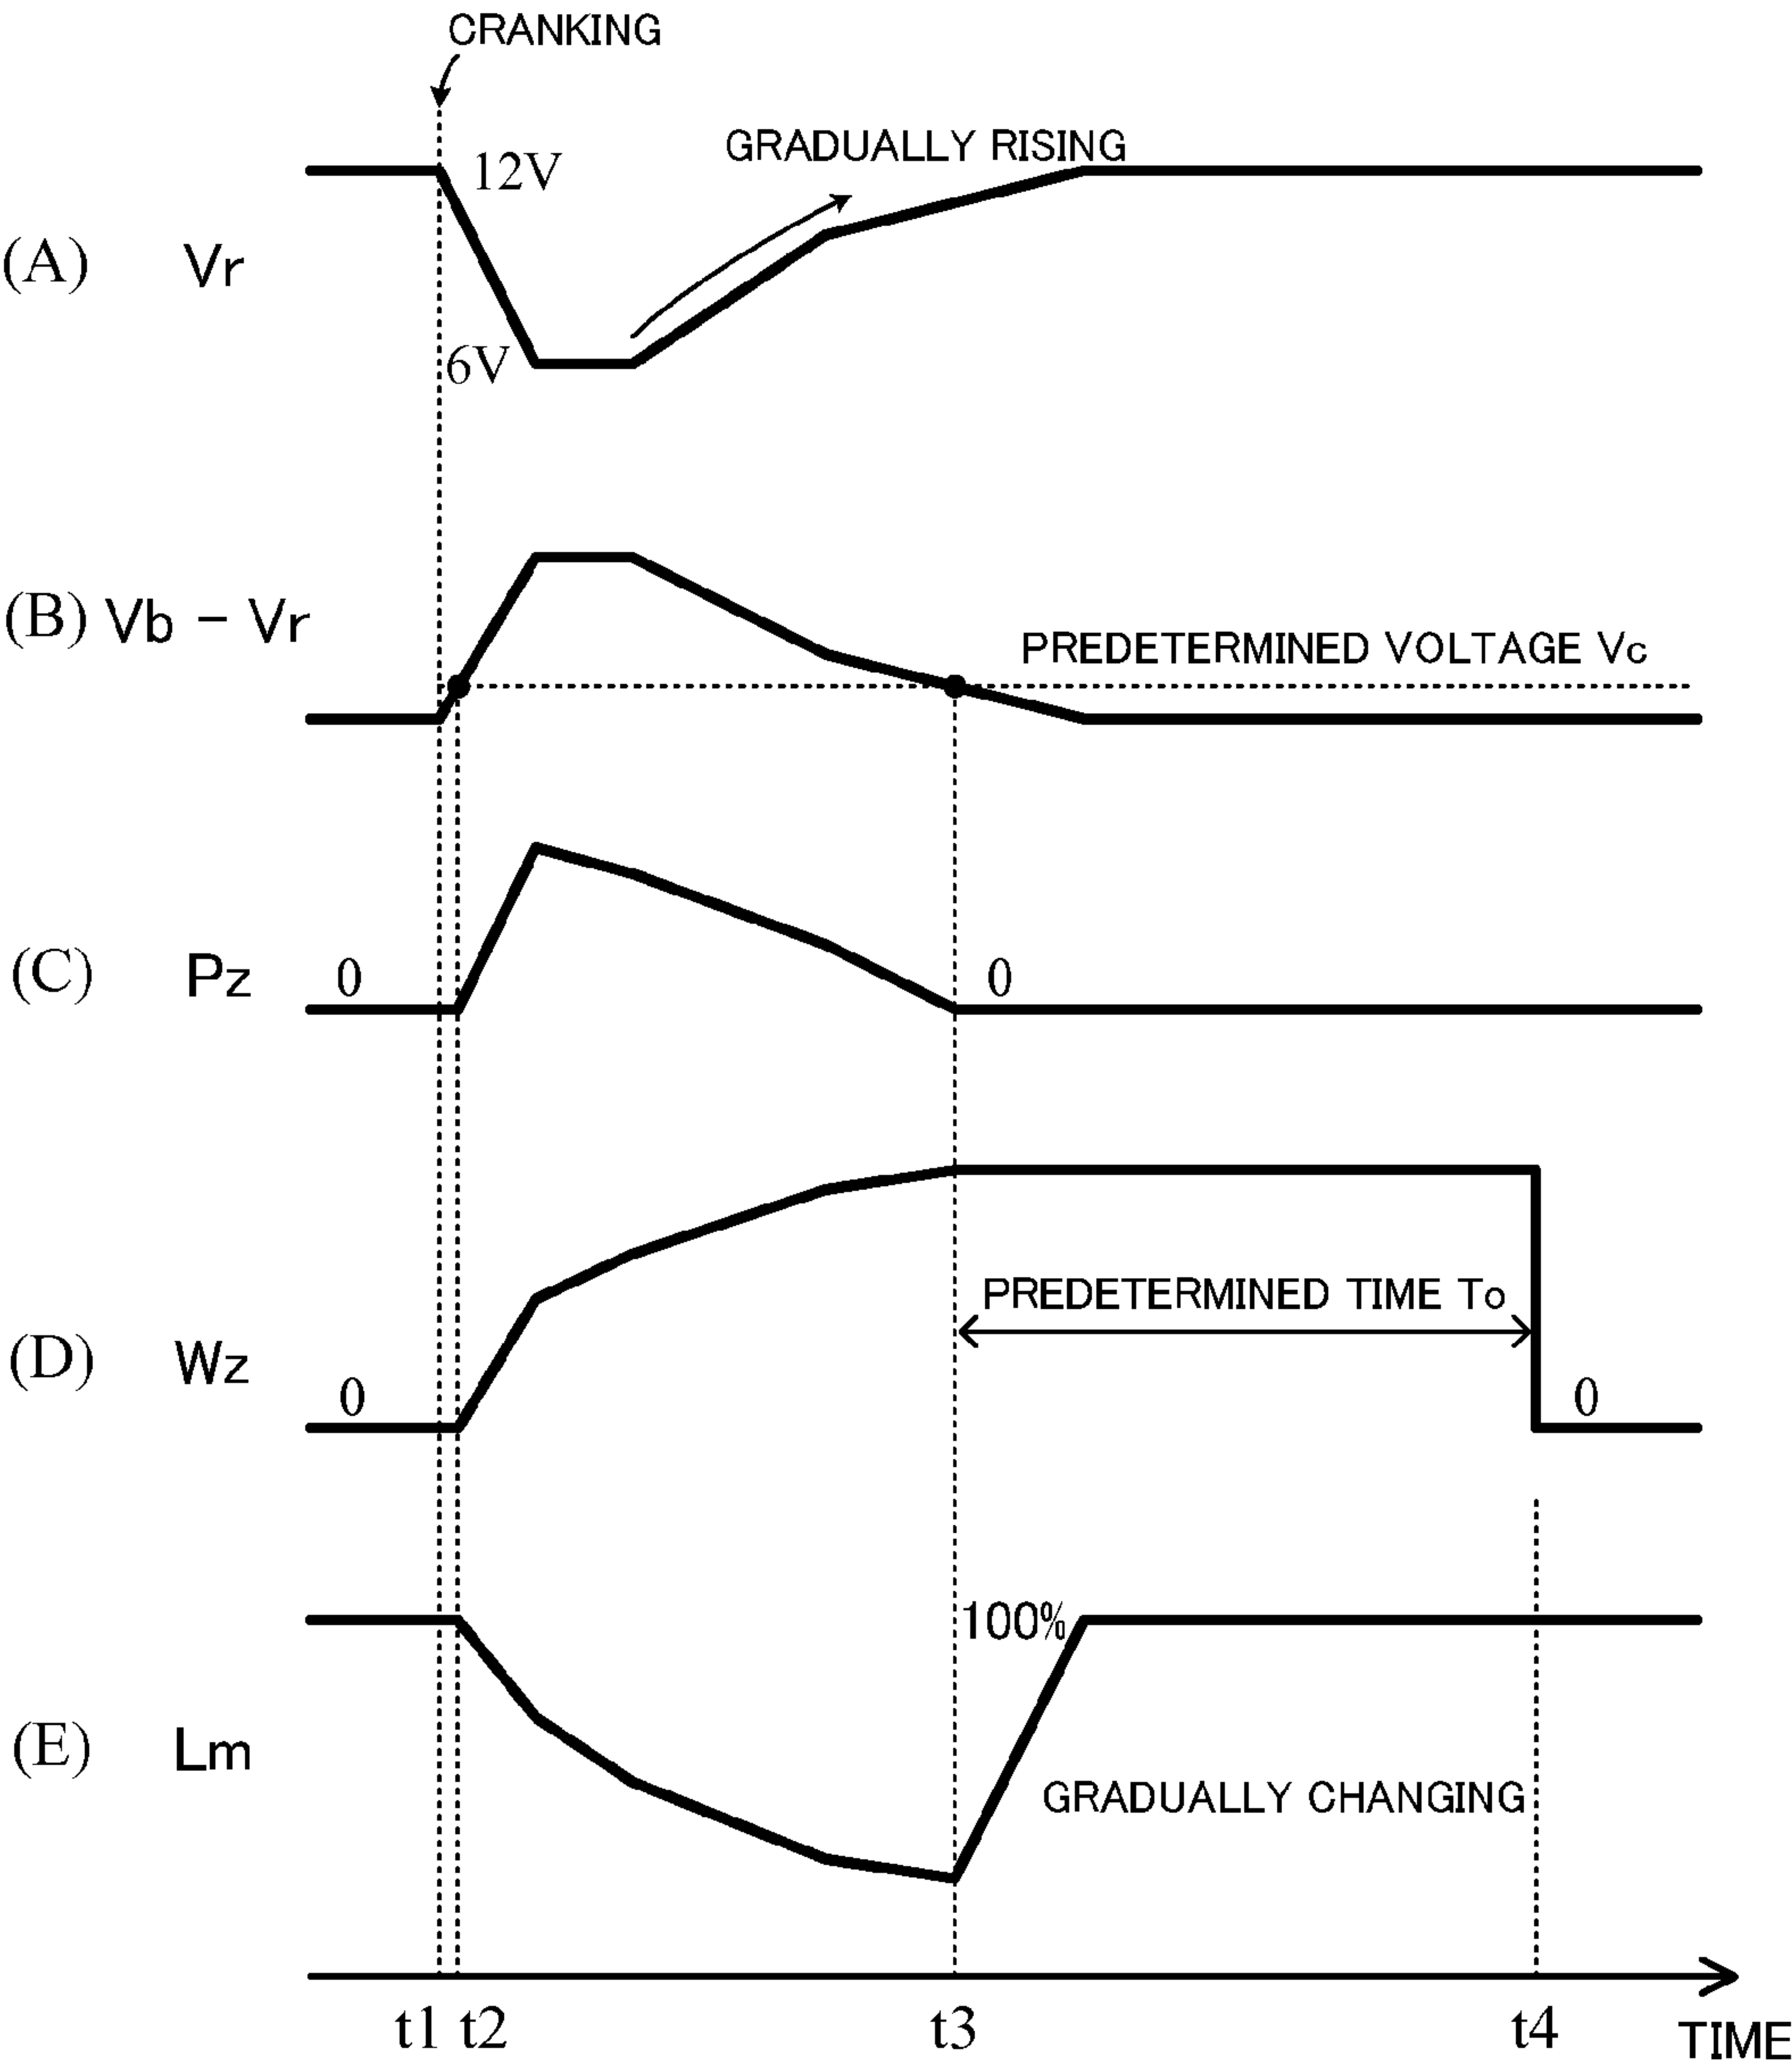 CRANKING
12V
GRADUALLY RISING
(A) Vr
6V
(B) Vb - Vr
PREDETERMINED VOLTAGE Vc
(C) Pz
0
0
PREDETERMINED TIME To
(D) Wz
0
0
100%
(E) Lm
GRADUALLY CHANGING
t1 t2 t3 t4 TIME